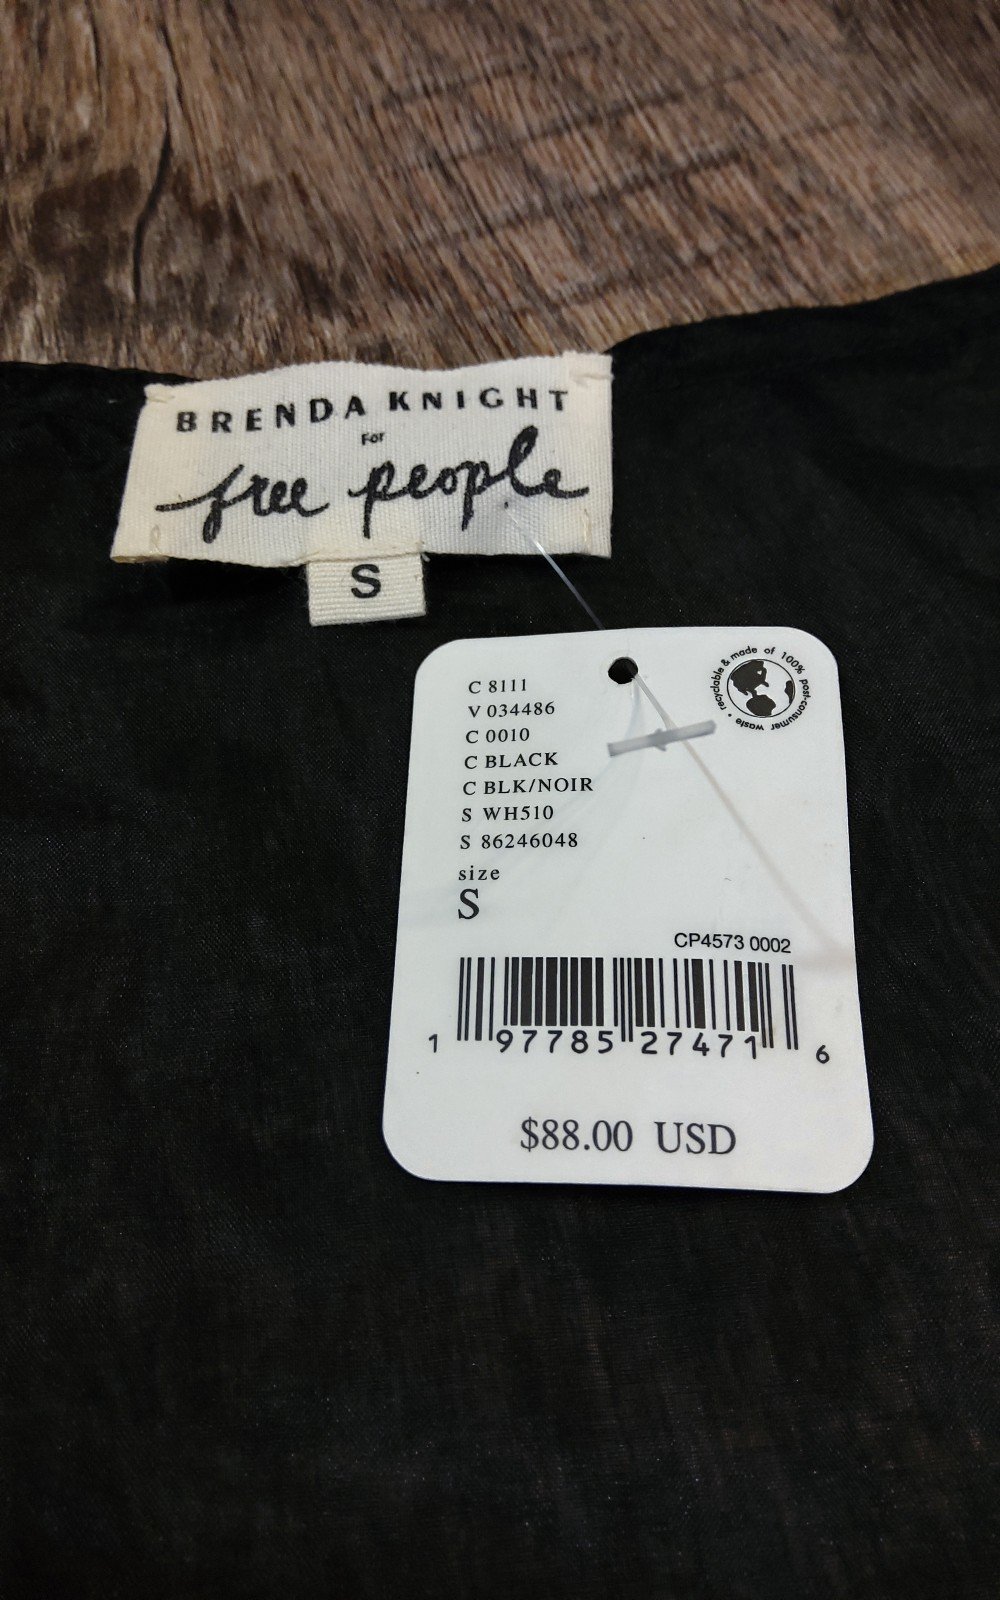 BRENDA KNIGHT
For
free people
S
recyclable & made of 100% post-consumer waste •
C 8111
V 034486
C 0010
C BLACK
C BLK/NOIR
S WH510
S 86246048
size
S
CP4573 0002
1 97785 27471 6
$88.00 USD